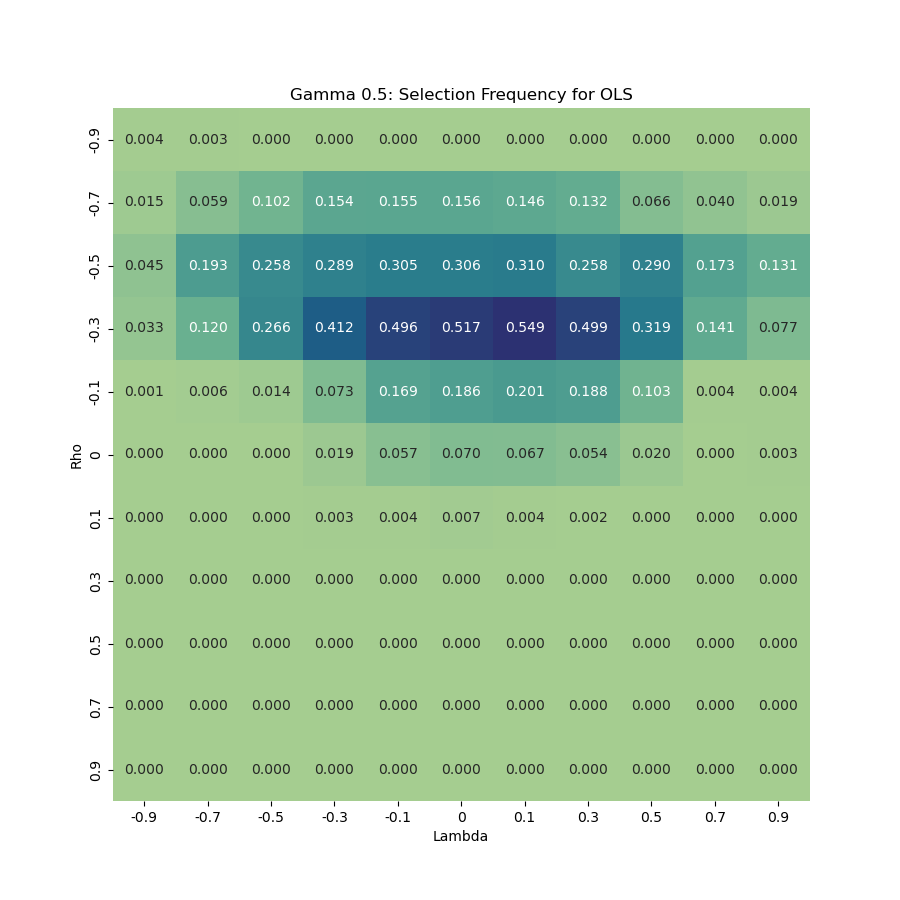 Gamma 0.5: Selection Frequency for OLS
-0.9 0.004 0.003 0.000 0.000 0.000 0.000 0.000 0.000 0.000 0.000 0.000
-0.7 0.015 0.059 0.102 0.154 0.155 0.156 0.146 0.132 0.066 0.040 0.019
-0.5 0.045 0.193 0.258 0.289 0.305 0.306 0.310 0.258 0.290 0.173 0.131
-0.3 0.033 0.120 0.266 0.412 0.496 0.517 0.549 0.499 0.319 0.141 0.077
-0.1 0.001 0.006 0.014 0.073 0.169 0.186 0.201 0.188 0.103 0.004 0.004
Rho
0 0.000 0.000 0.000 0.019 0.057 0.070 0.067 0.054 0.020 0.000 0.003
0.1 0.000 0.000 0.000 0.003 0.004 0.007 0.004 0.002 0.000 0.000 0.000
0.3 0.000 0.000 0.000 0.000 0.000 0.000 0.000 0.000 0.000 0.000 0.000
0.5 0.000 0.000 0.000 0.000 0.000 0.000 0.000 0.000 0.000 0.000 0.000
0.7 0.000 0.000 0.000 0.000 0.000 0.000 0.000 0.000 0.000 0.000 0.000
0.9 0.000 0.000 0.000 0.000 0.000 0.000 0.000 0.000 0.000 0.000 0.000
-0.9 -0.7 -0.5 -0.3 -0.1 0 0.1 0.3 0.5 0.7 0.9
Lambda